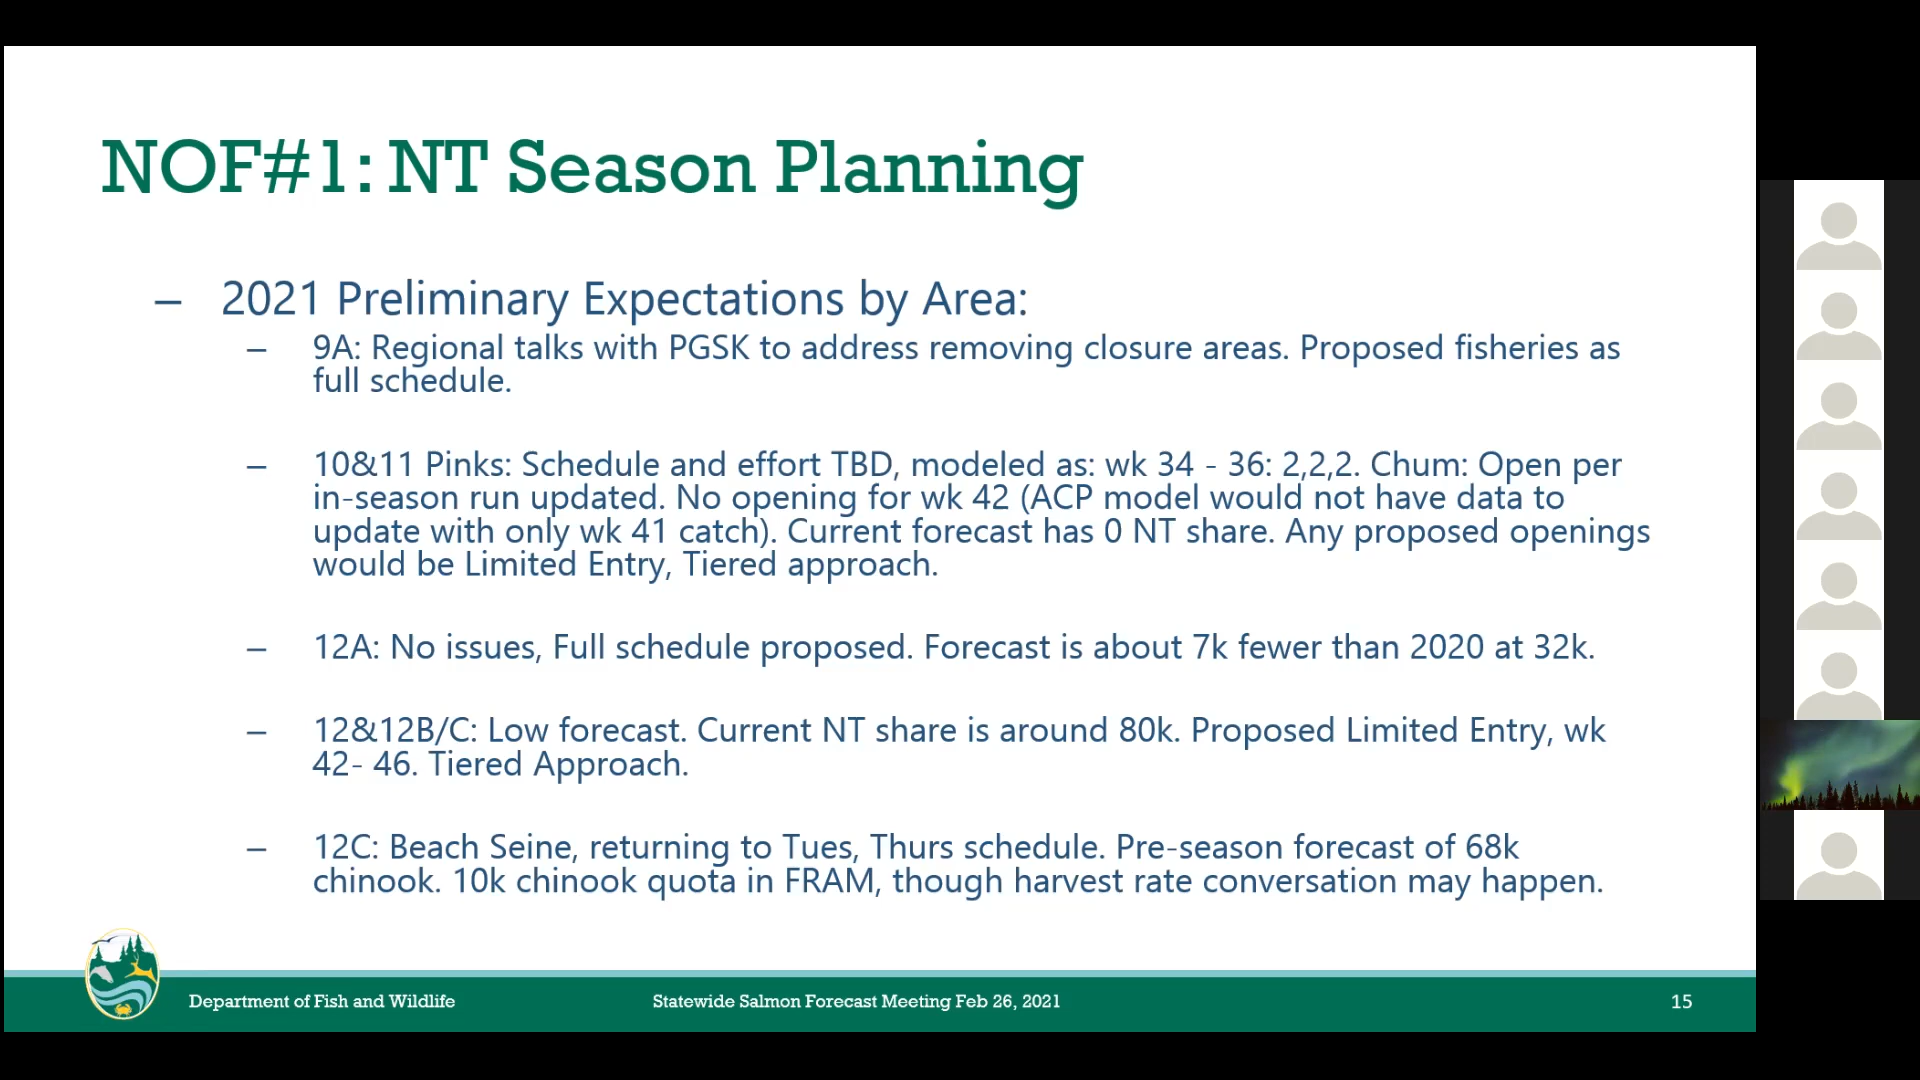 NOF#1: NT Season Planning
– 2021 Preliminary Expectations by Area:
– 9A: Regional talks with PGSK to address removing closure areas. Proposed fisheries as
full schedule.
– 10&11 Pinks: Schedule and effort TBD, modeled as: wk 34 - 36: 2,2,2. Chum: Open per
in-season run updated. No opening for wk 42 (ACP model would not have data to
update with only wk 41 catch). Current forecast has 0 NT share. Any proposed openings
would be Limited Entry, Tiered approach.
– 12A: No issues, Full schedule proposed. Forecast is about 7k fewer than 2020 at 32k.
– 12&12B/C: Low forecast. Current NT share is around 80k. Proposed Limited Entry, wk
42- 46. Tiered Approach.
– 12C: Beach Seine, returning to Tues, Thurs schedule. Pre-season forecast of 68k
chinook. 10k chinook quota in FRAM, though harvest rate conversation may happen.
Department of Fish and Wildlife
Statewide Salmon Forecast Meeting Feb 26, 2021
15